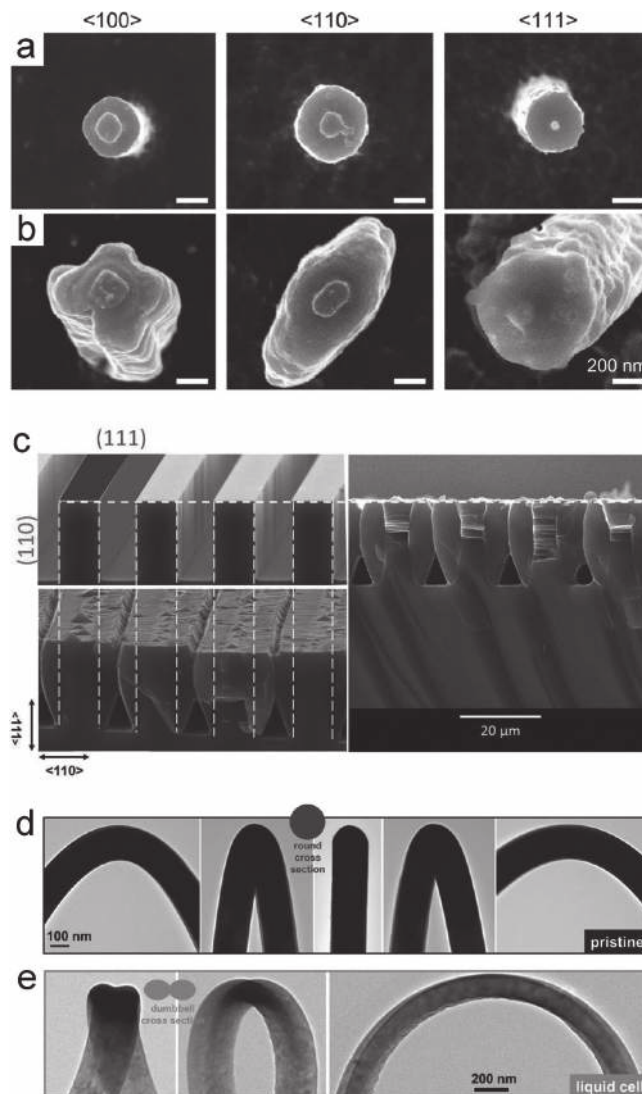 <100> <110> <111>
a
b
200 nm
c
(111)
(110)
<111>
<110>
20 µm
d
round
cross
section
100 nm
pristine
e
dumbbell
cross section
200 nm
liquid cell